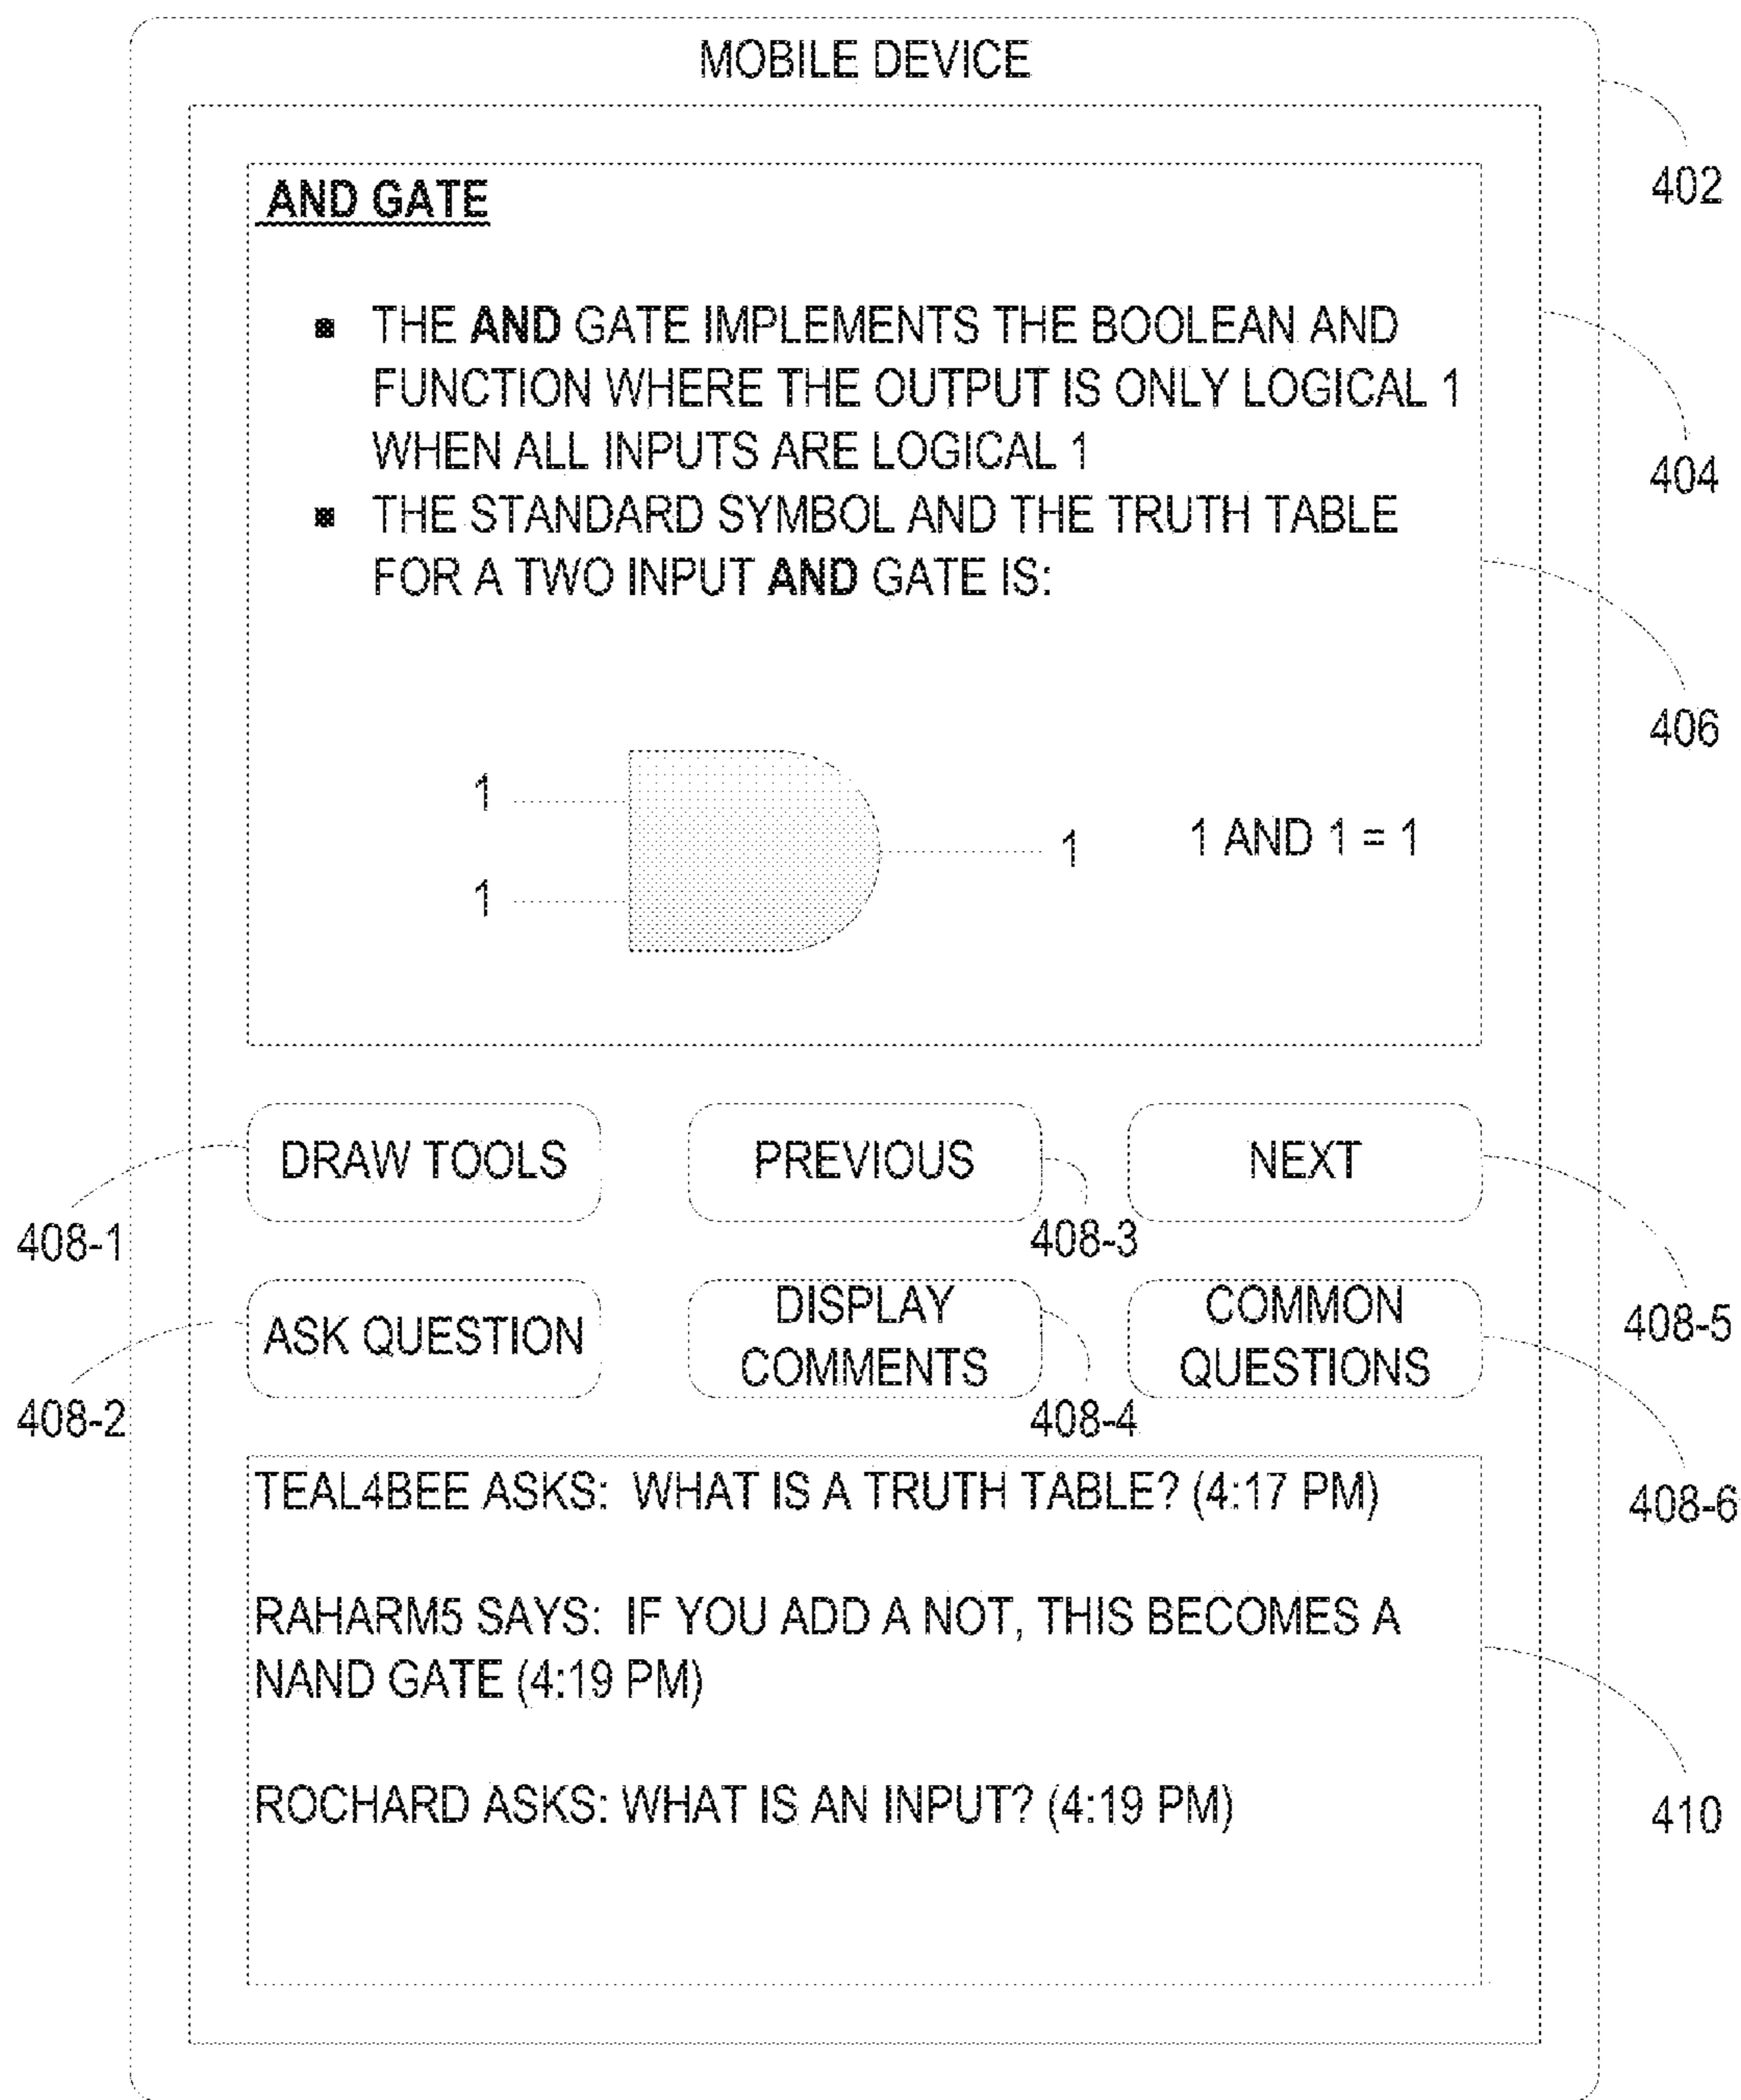 MOBILE DEVICE
402
AND GATE
▪ THE AND GATE IMPLEMENTS THE BOOLEAN AND
FUNCTION WHERE THE OUTPUT IS ONLY LOGICAL 1
WHEN ALL INPUTS ARE LOGICAL 1
404
▪ THE STANDARD SYMBOL AND THE TRUTH TABLE
FOR A TWO INPUT AND GATE IS:
406
1
1
1
1 AND 1 = 1
DRAW TOOLS
PREVIOUS
NEXT
408-1
408-3
408-5
ASK QUESTION
DISPLAY
COMMENTS
COMMON
QUESTIONS
408-2
408-4
408-6
TEAL4BEE ASKS: WHAT IS A TRUTH TABLE? (4:17 PM)
RAHARM5 SAYS: IF YOU ADD A NOT, THIS BECOMES A
NAND GATE (4:19 PM)
ROCHARD ASKS: WHAT IS AN INPUT? (4:19 PM)
410